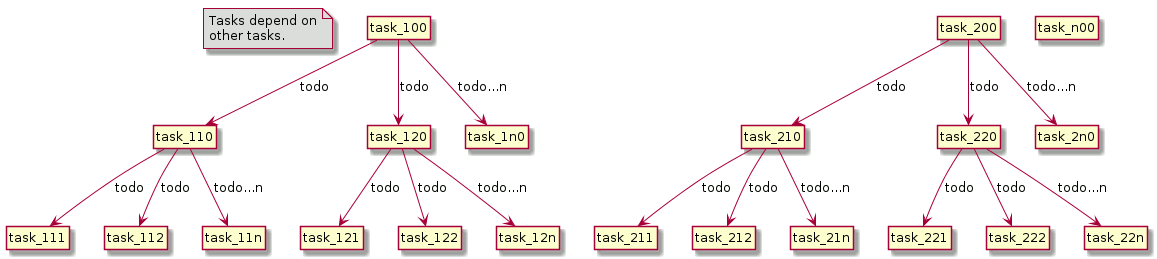 Tasks depend on
other tasks.
task_100
task_200
task_n00
todo
todo
todo...n
todo
todo
todo...n
task_110
task_120
task_1n0
task_210
task_220
task_2n0
todo
todo
todo...n
todo
todo
todo...n
todo
todo
todo...n
todo
todo
todo...n
task_111
task_112
task_11n
task_121
task_122
task_12n
task_211
task_212
task_21n
task_221
task_222
task_22n